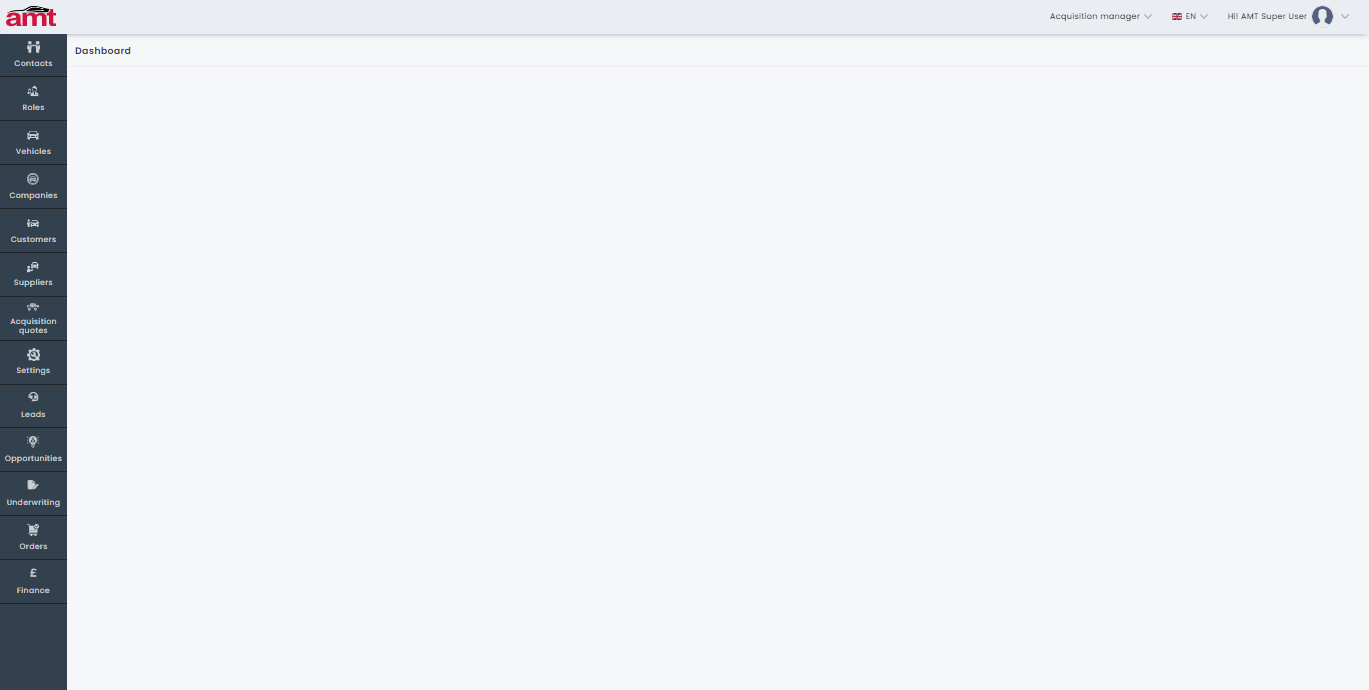 amt
Acquisition manager
EN
Hi! AMT Super User
Dashboard
Contacts
Roles
Vehicles
Companies
Customers
Suppliers
Acquisition
quotes
Settings
Leads
Opportunities
Underwriting
Orders
£
Finance